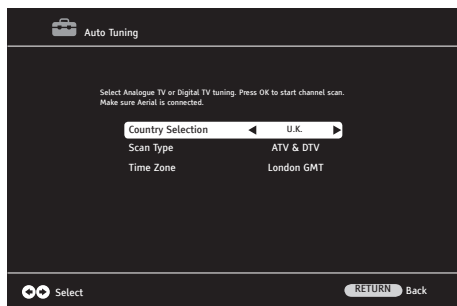 Auto Tuning
Select Analogue TV or Digital TV tuning. Press OK to start channel scan.
Make sure Aerial is connected.
Country Selection U.K.
Scan Type ATV & DTV
Time Zone London GMT
Select RETURN Back